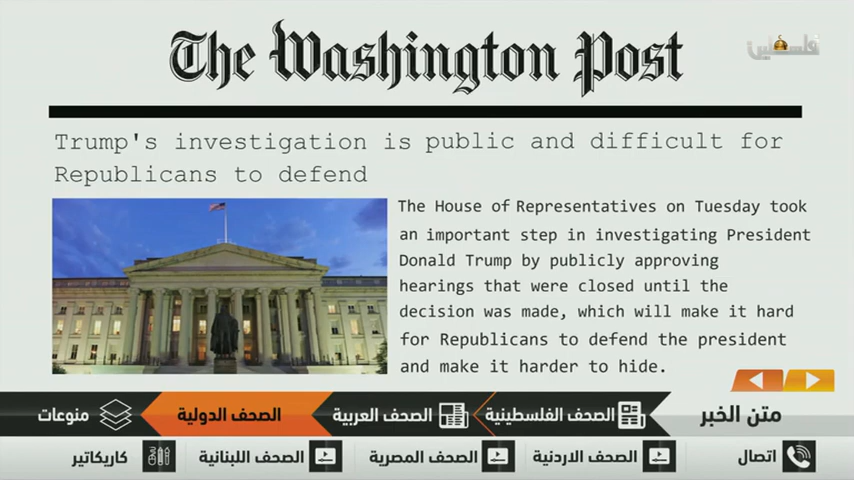 The Washington Post
فلسطين
Trump's investigation is public and difficult for
Republicans to defend
The House of Representatives on Tuesday took
an important step in investigating President
Donald Trump by publicly approving
hearings that were closed until the
decision was made, which will make it hard
for Republicans to defend the president
and make it harder to hide.
متن الخبر
الصحف الفلسطينية
الصحف العربية
الصحف الدولية
منوعات
اتصال
الصحف الاردنية
الصحف المصرية
الصحف اللبنانية
كاريكاتير